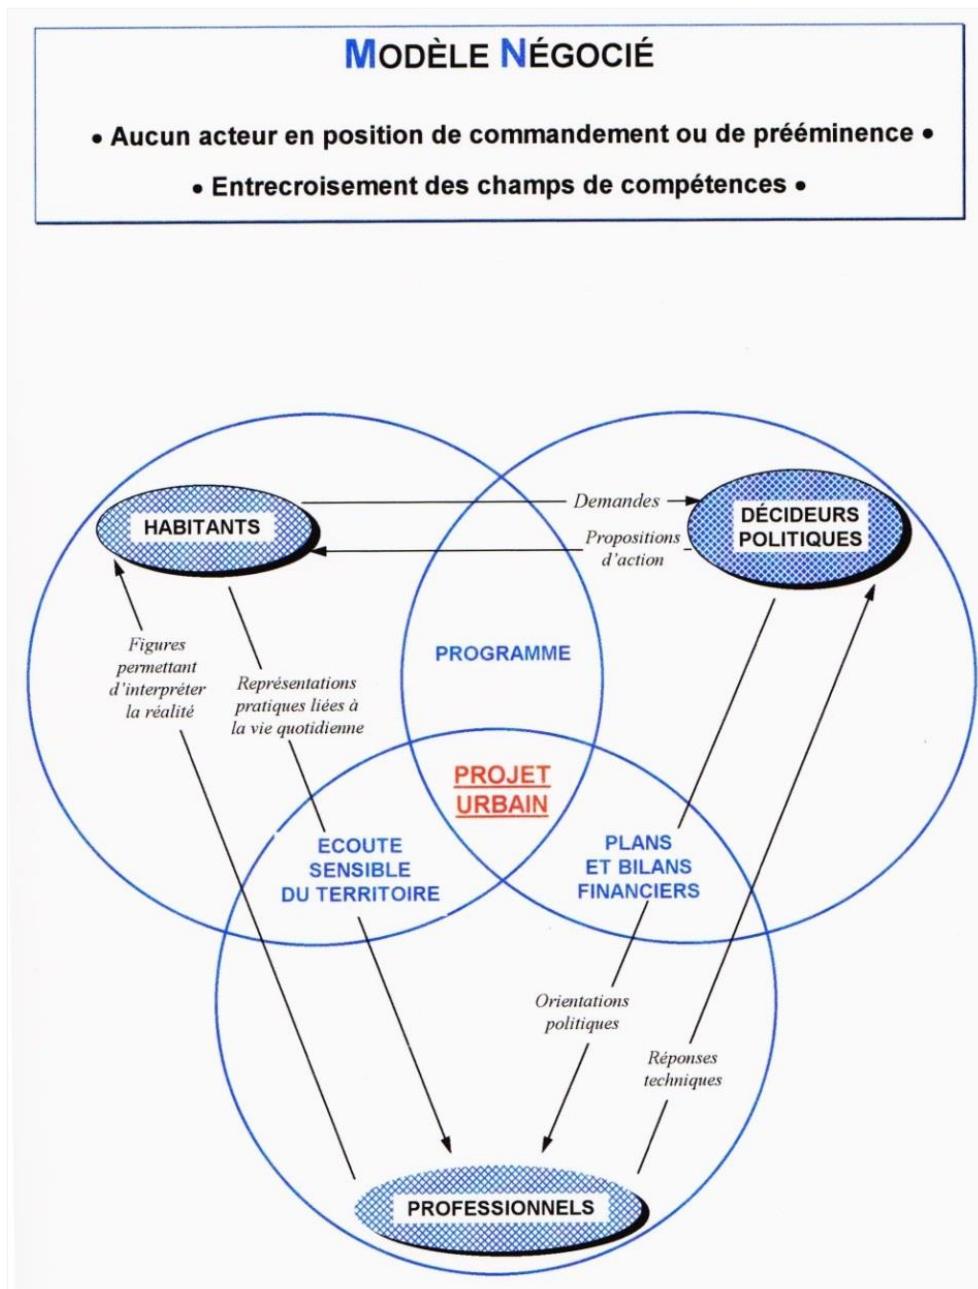 MODÈLE NÉGOCIÉ
• Aucun acteur en position de commandement ou de prééminence •
• Entrecroisement des champs de compétences •
HABITANTS
Demandes
DÉCIDEURS
POLITIQUES
Propositions
d'action
Figures
permettant
d'interpréter
la réalité
Représentations
pratiques liées à
la vie quotidienne
PROGRAMME
PROJET
URBAIN
ECOUTE
SENSIBLE
DU TERRITOIRE
PLANS
ET BILANS
FINANCIERS
Orientations
politiques
Réponses
techniques
PROFESSIONNELS